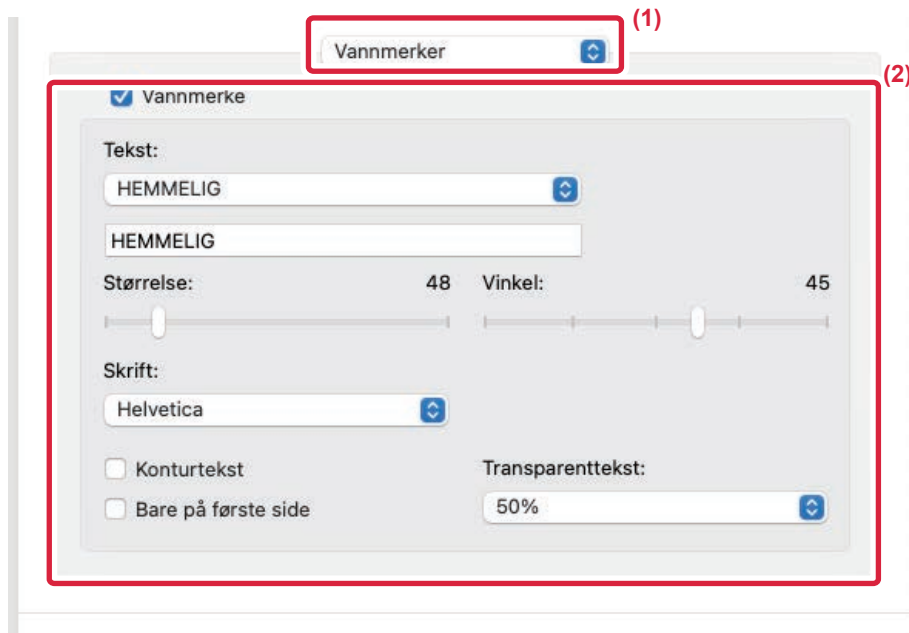 (1)
Vannmerker
(2)
Vannmerke
Tekst:
HEMMELIG
HEMMELIG
Størrelse: 48 Vinkel: 45
Skrift:
Helvetica
Konturtekst Transparenttekst:
Bare på første side 50%